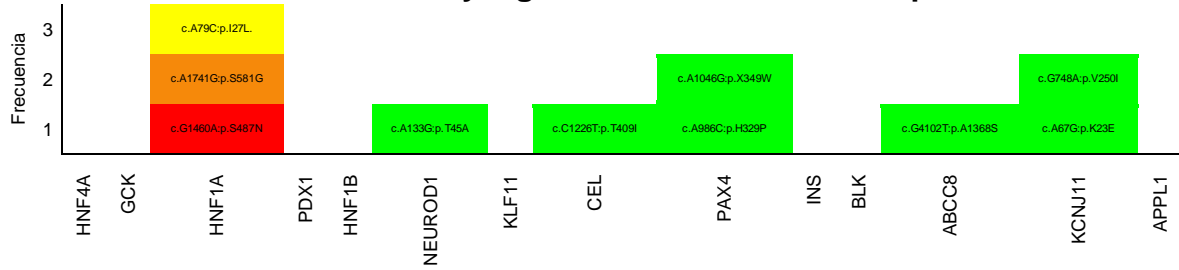 3
2
1
Frecuencia
c.A79C:p.I27L.
c.A1741G:p.S581G
c.A1046G:p.X349W
c.G748A:p.V250I
c.G1460A:p.S487N
c.A133G:p.T45A
c.C1226T:p.T409I
c.A986C:p.H329P
c.G4102T:p.A1368S
c.A67G:p.K23E
HNF4A
GCK
HNF1A
PDX1
HNF1B
NEUROD1
KLF11
CEL
PAX4
INS
BLK
ABCC8
KCNJ11
APPL1